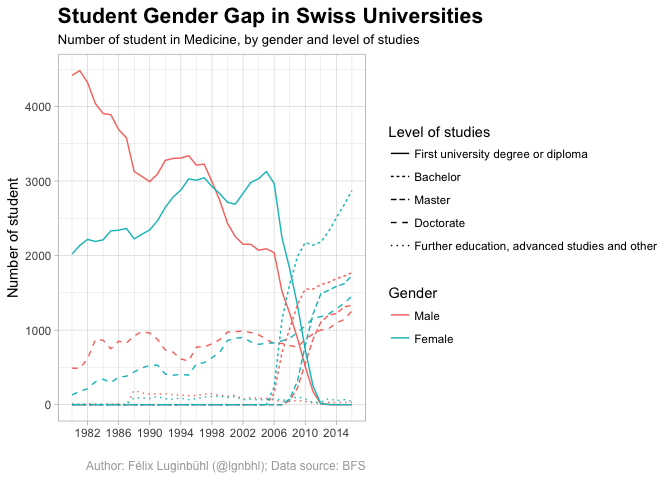 Student Gender Gap in Swiss Universities
Number of student in Medicine, by gender and level of studies
Number of student
4000
3000
2000
1000
0
1982 1986 1990 1994 1998 2002 2006 2010 2014
Level of studies
First university degree or diploma
Bachelor
Master
Doctorate
Further education, advanced studies and other
Gender
Male
Female
Author: Félix Luginbühl (@lgnbhl); Data source: BFS